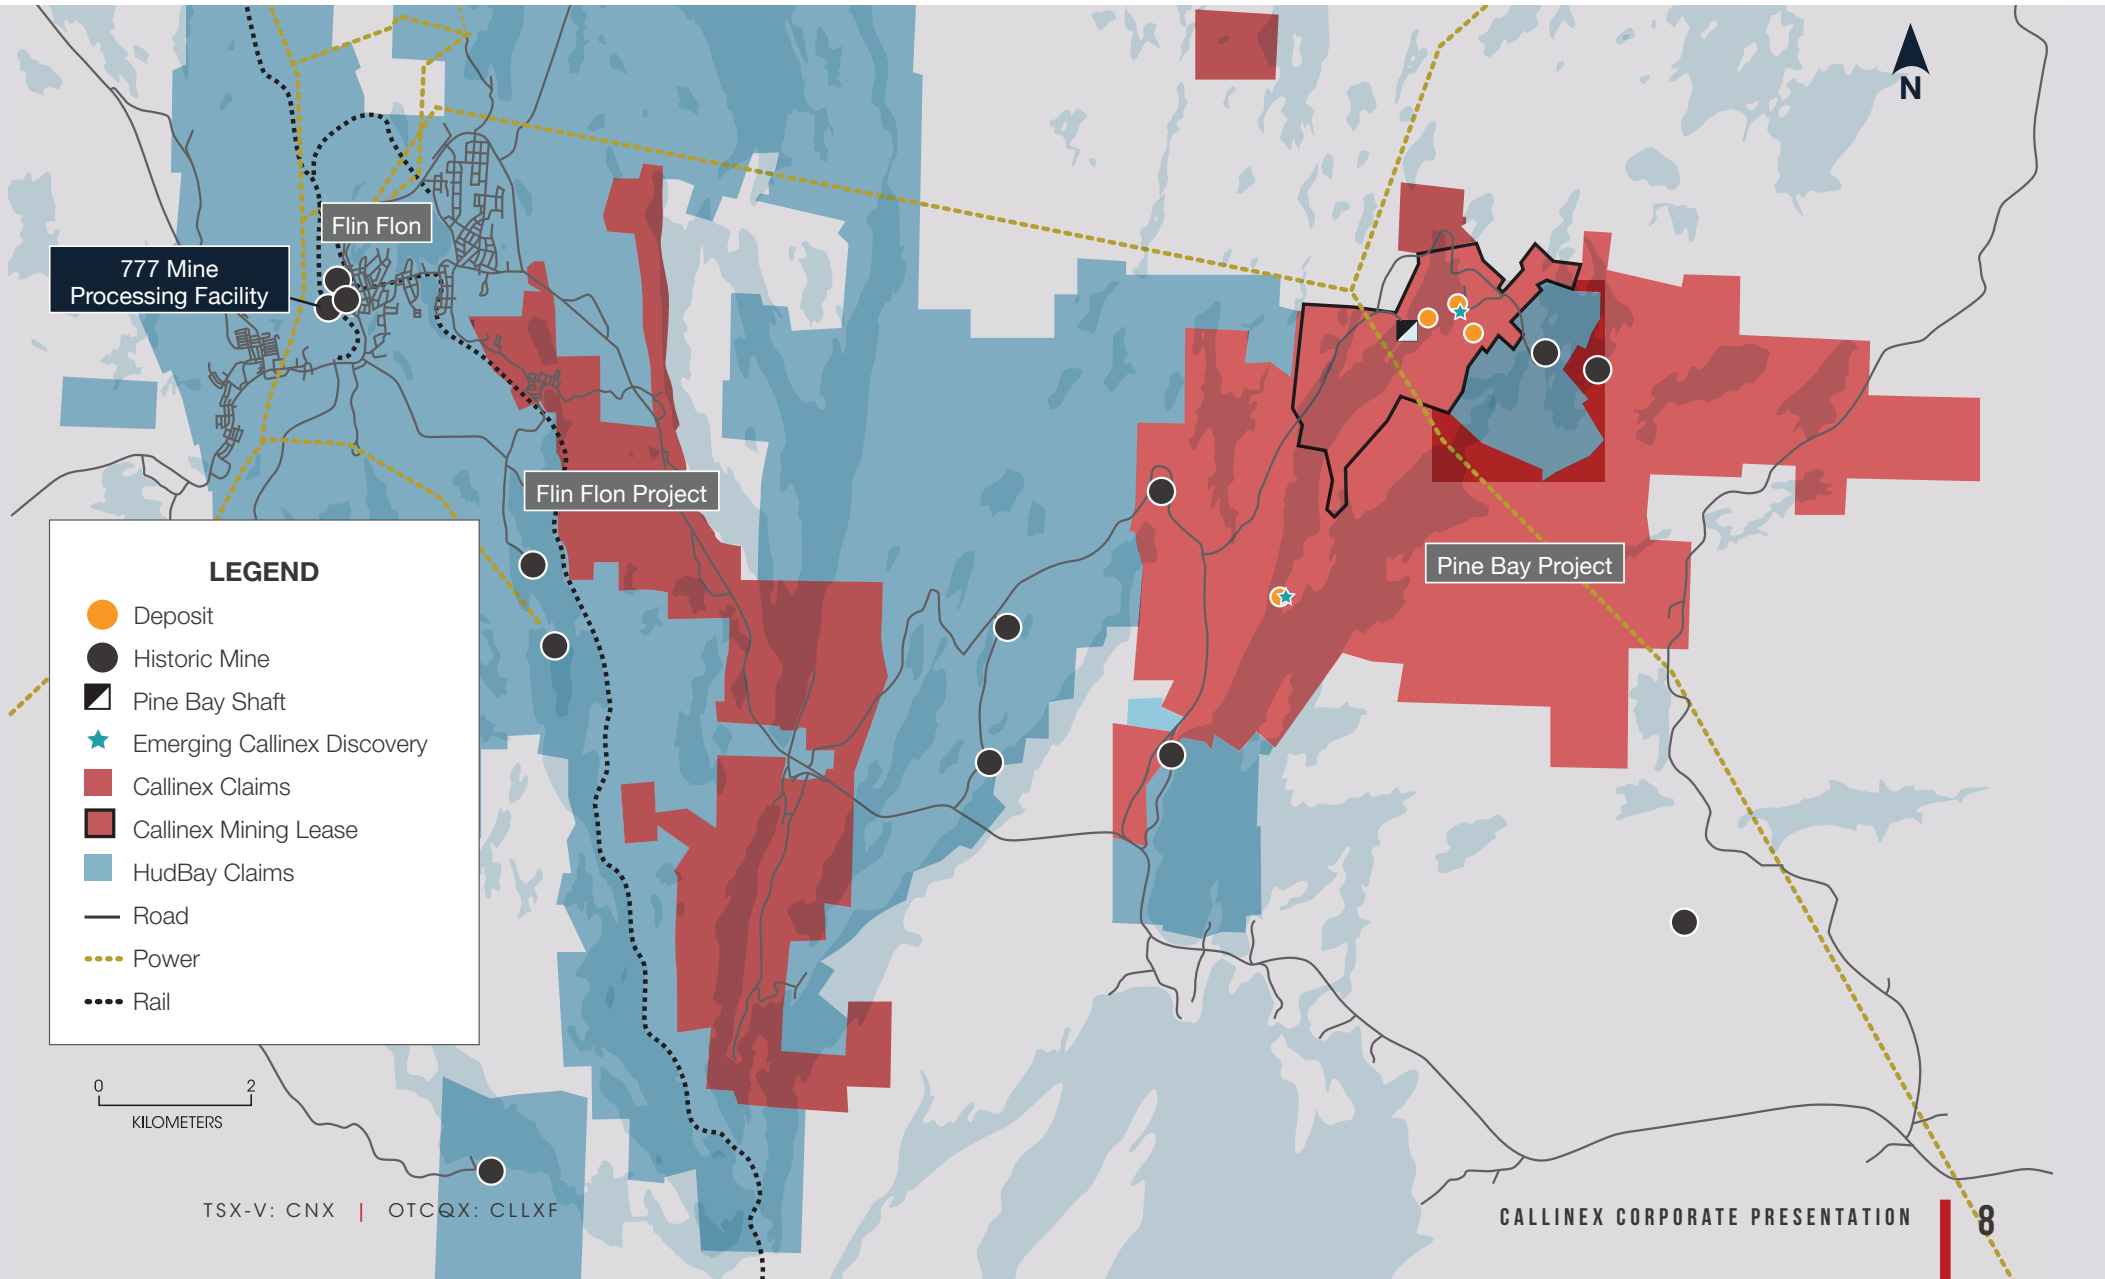 N
Flin Flon
777 Mine
Processing Facility
Flin Flon Project
Pine Bay Project
LEGEND
Deposit
Historic Mine
Pine Bay Shaft
Emerging Callinex Discovery
Callinex Claims
Callinex Mining Lease
HudBay Claims
Road
Power
Rail
0 2
KILOMETERS
TSX-V: CNX | OTCQX: CLLXF
CALLINEX CORPORATE PRESENTATION 8